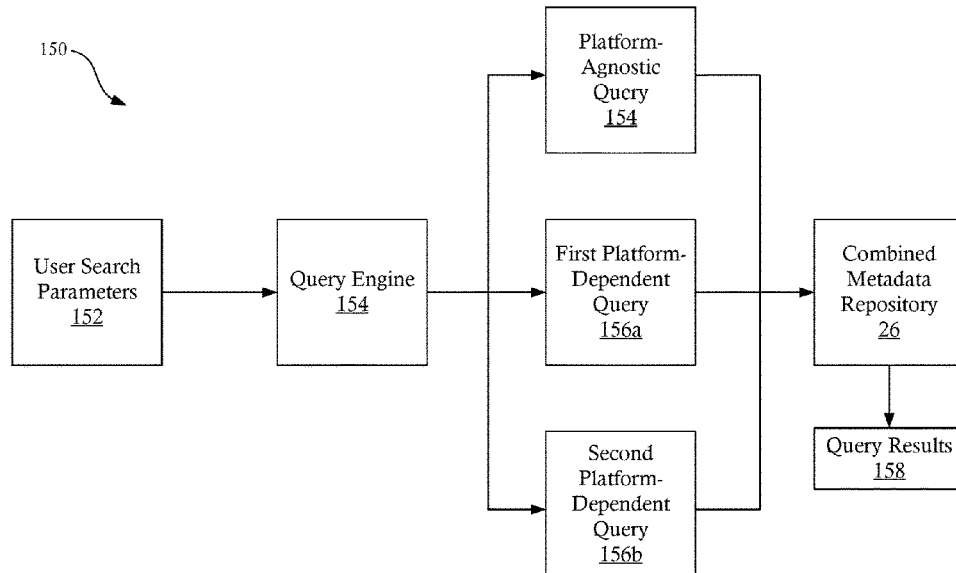 150
Platform-
Agnostic
Query
154
User Search
Parameters
152
Query Engine
154
First Platform-
Dependent
Query
156a
Combined
Metadada
Repository
26
Second
Platform-
Dependent
Query
156b
Query Results
158